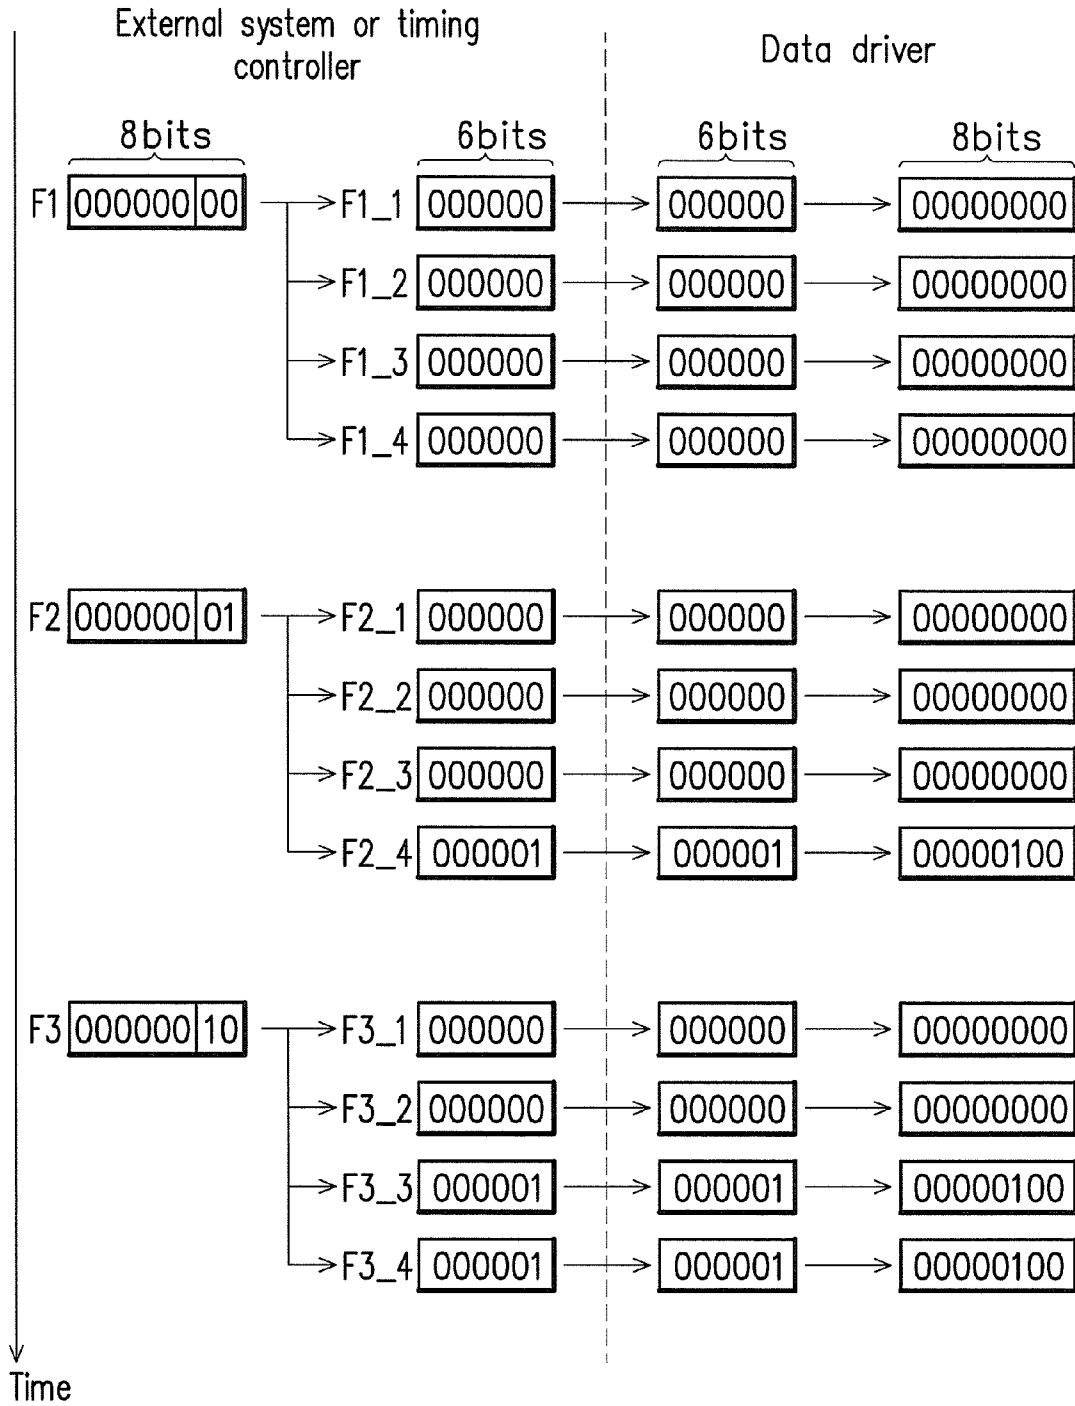 External system or timing
controller
Data driver
8bits 6bits 6bits 8bits
F1 000000 00 F1_1 000000 000000 00000000
F1_2 000000 000000 00000000
F1_3 000000 000000 00000000
F1_4 000000 000000 00000000
F2 000000 01 F2_1 000000 000000 00000000
F2_2 000000 000000 00000000
F2_3 000000 000000 00000000
F2_4 000001 000001 00000100
F3 000000 10 F3_1 000000 000000 00000000
F3_2 000000 000000 00000000
F3_3 000001 000001 00000100
F3_4 000001 000001 00000100
Time